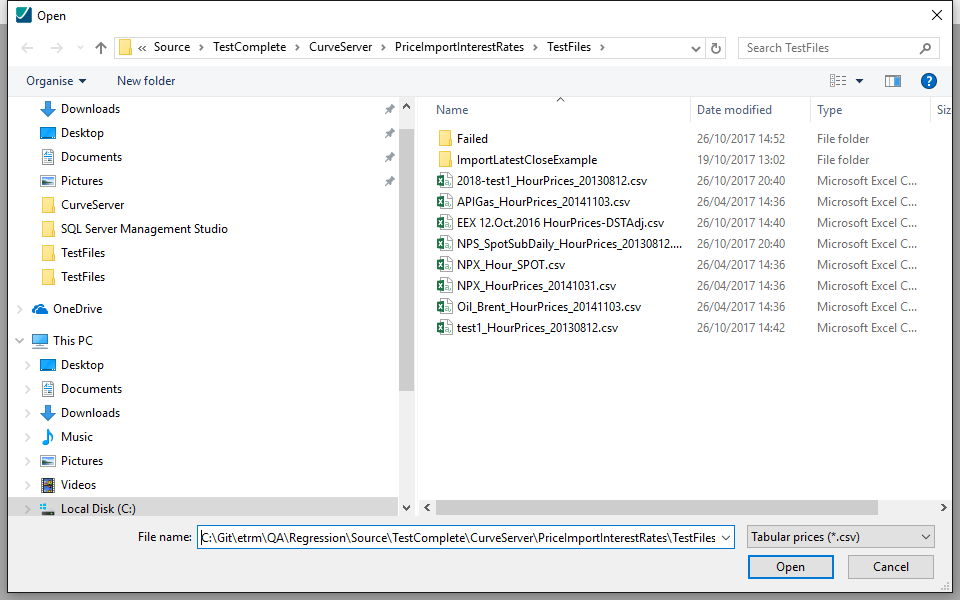 Open
« Source > TestComplete > CurveServer > PriceImportInterestRates > TestFiles >
Search TestFiles
Organise
New folder
?
Downloads
Desktop
Documents
Pictures
CurveServer
SQL Server Management Studio
TestFiles
TestFiles
OneDrive
This PC
Desktop
Documents
Downloads
Music
Pictures
Videos
Local Disk (C:)
Name Date modified Type Siz
Failed 26/10/2017 14:52 File folder
ImportLatestCloseExample 19/10/2017 13:02 File folder
2018-test1_HourPrices_20130812.csv 26/10/2017 20:40 Microsoft Excel C...
APIGas_HourPrices_20141103.csv 26/04/2017 14:36 Microsoft Excel C...
EEX 12.Oct.2016 HourPrices-DSTAdj.csv 26/10/2017 14:40 Microsoft Excel C...
NPS_SpotSubDaily_HourPrices_20130812.... 26/10/2017 20:40 Microsoft Excel C...
NPX_Hour_SPOT.csv 26/04/2017 14:36 Microsoft Excel C...
NPX_HourPrices_20141031.csv 26/04/2017 14:36 Microsoft Excel C...
Oil_Brent_HourPrices_20141103.csv 26/04/2017 14:36 Microsoft Excel C...
test1_HourPrices_20130812.csv 26/10/2017 14:42 Microsoft Excel C...
File name: C:\Git\etrm\QA\Regression\Source\TestComplete\CurveServer\PriceImportInterestRates\TestFiles
Tabular prices (*.csv)
Open Cancel